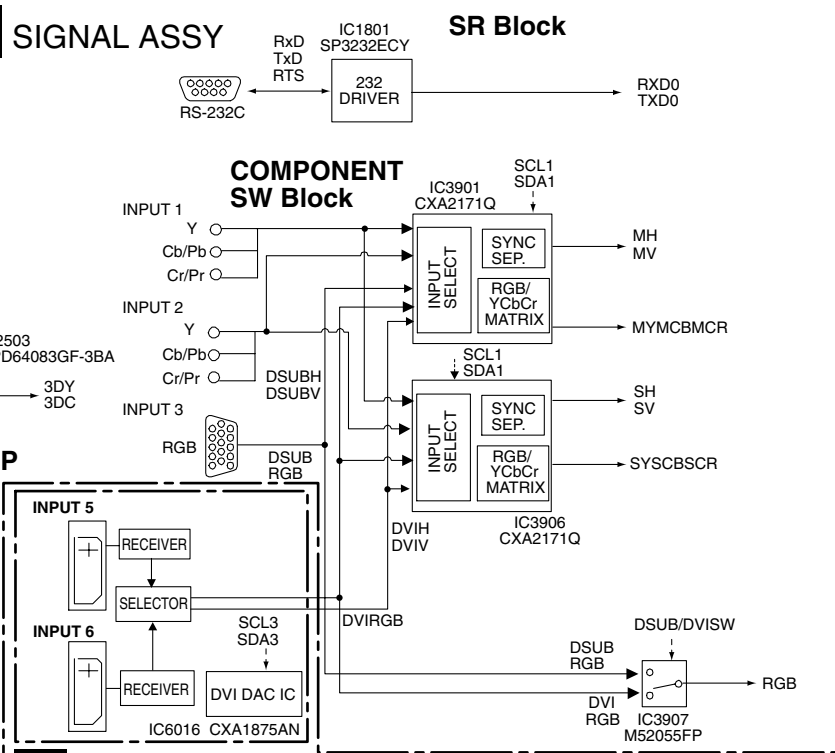 SIGNAL ASSY
SR Block
IC1801
SP3232ECY
RxD
TxD
RTS
232
DRIVER
RS-232C
RXD0
TXD0
COMPONENT
SW Block
SCL1
SDA1
IC3901
CXA2171Q
INPUT 1
Y
Cb/Pb
Cr/Pr
INPUT SELECT
SYNC
SEP.
RGB/
YCbCr
MATRIX
MH
MV
MYMCBMCR
INPUT 2
Y
Cb/Pb
Cr/Pr
2503
PD64083GF-3BA
3DY
3DC
DSUBH
DSUBV
SCL1
SDA1
INPUT SELECT
SYNC
SEP.
RGB/
YCbCr
MATRIX
SH
SV
SYSCBSCR
INPUT 3
RGB
DSUB
RGB
P
IC3906
CXA2171Q
DVIH
DVIV
INPUT 5
RECEIVER
SELECTOR
DVIRGB
SCL3
SDA3
INPUT 6
RECEIVER
DVI DAC IC
IC6016 CXA1875AN
DSUB/DVISW
DSUB
RGB
DVI
RGB
RGB
IC3907
M52055FP